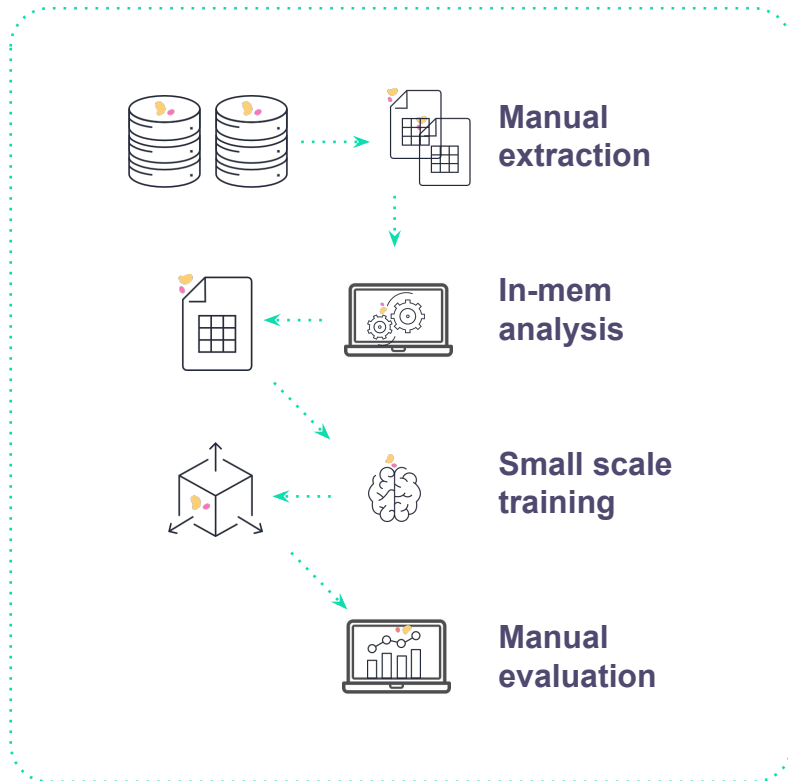 Manual
extraction
In-mem
analysis
Small scale
training
Manual
evaluation